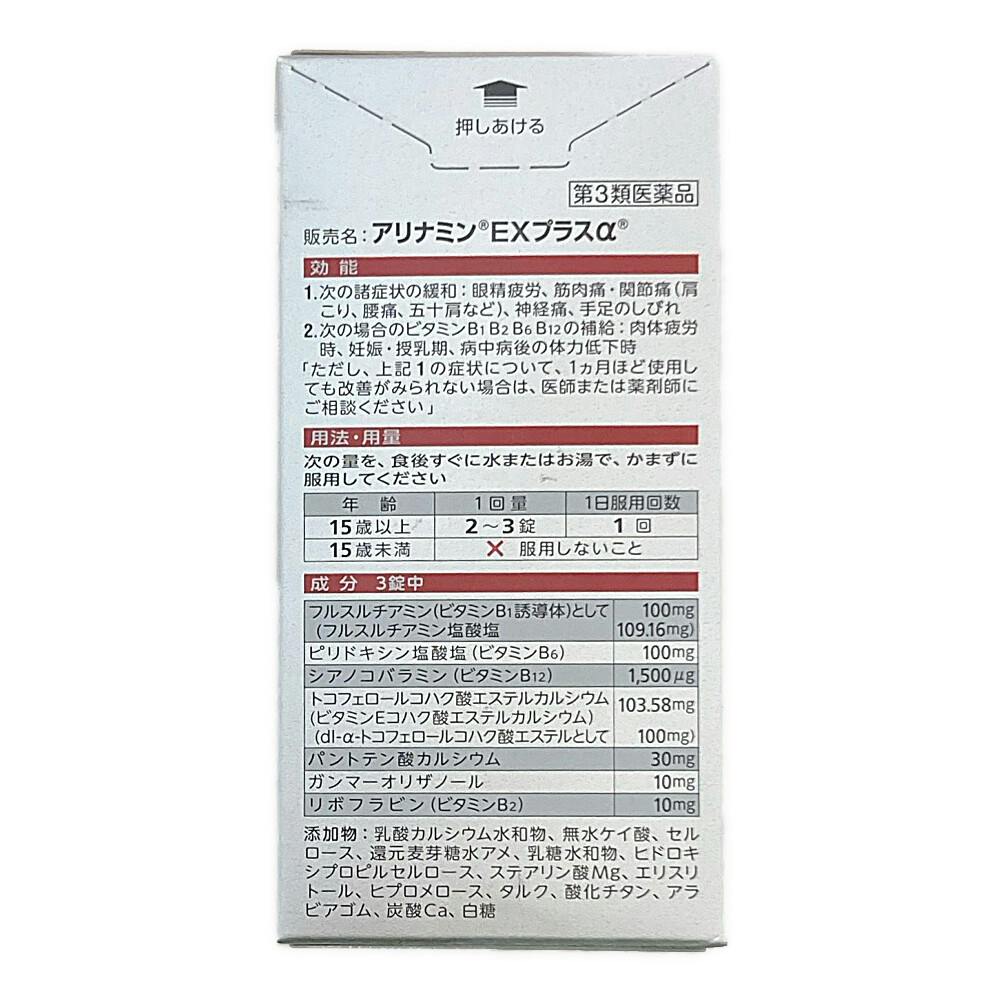 押しあける
第3類医薬品
販売名：アリナミン®EXプラスα®
効能
1.次の諸症状の緩和：眼精疲労、筋肉痛・関節痛(肩
こり、腰痛、五十肩など)、神経痛、手足のしびれ
2.次の場合のビタミンB1 B2 B6 B12の補給：肉体疲労
時、妊娠・授乳期、病中病後の体力低下時
「ただし、上記1の症状について、1ヵ月ほど使用し
ても改善がみられない場合は、医師または薬剤師に
ご相談ください」
用法・用量
次の量を、食後すぐに水またはお湯で、かまずに
服用してください
年齢 1回量 1日服用回数
15歳以上 2～3錠 1回
15歳未満 × 服用しないこと
成分 3錠中
フルスルチアミン(ビタミンB1誘導体)として 100mg
(フルスルチアミン塩酸塩 109.16mg)
ピリドキシン塩酸塩(ビタミンB6) 100mg
シアノコバラミン(ビタミンB12) 1,500μg
トコフェロールコハク酸エステルカルシウム 103.58mg
(ビタミンEコハク酸エステルカルシウム)
(dl-α-トコフェロールコハク酸エステルとして 100mg)
パントテン酸カルシウム 30mg
ガンマーオリザノール 10mg
リボフラビン(ビタミンB2) 10mg
添加物：乳酸カルシウム水和物、無水ケイ酸、セル
ロース、還元麦芽糖水アメ、乳糖水和物、ヒドロキ
シプロピルセルロース、ステアリン酸Mg、エリスリ
トール、ヒプロメロース、タルク、酸化チタン、アラ
ビアゴム、炭酸Ca、白糖